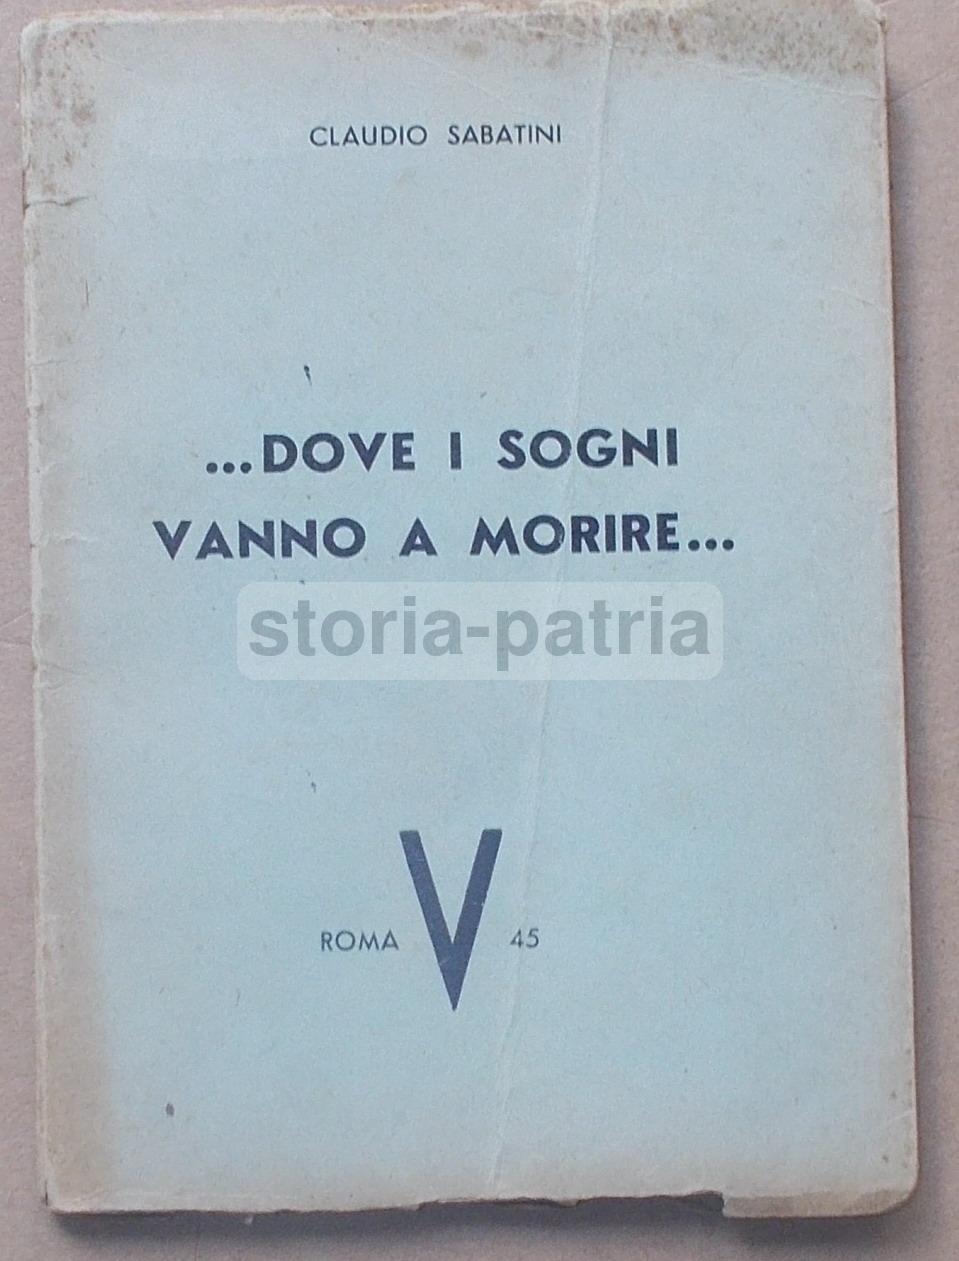 CLAUDIO SABATINI
...DOVE I SOGNI
VANNO A MORIRE...
storia-patria
ROMA V 45